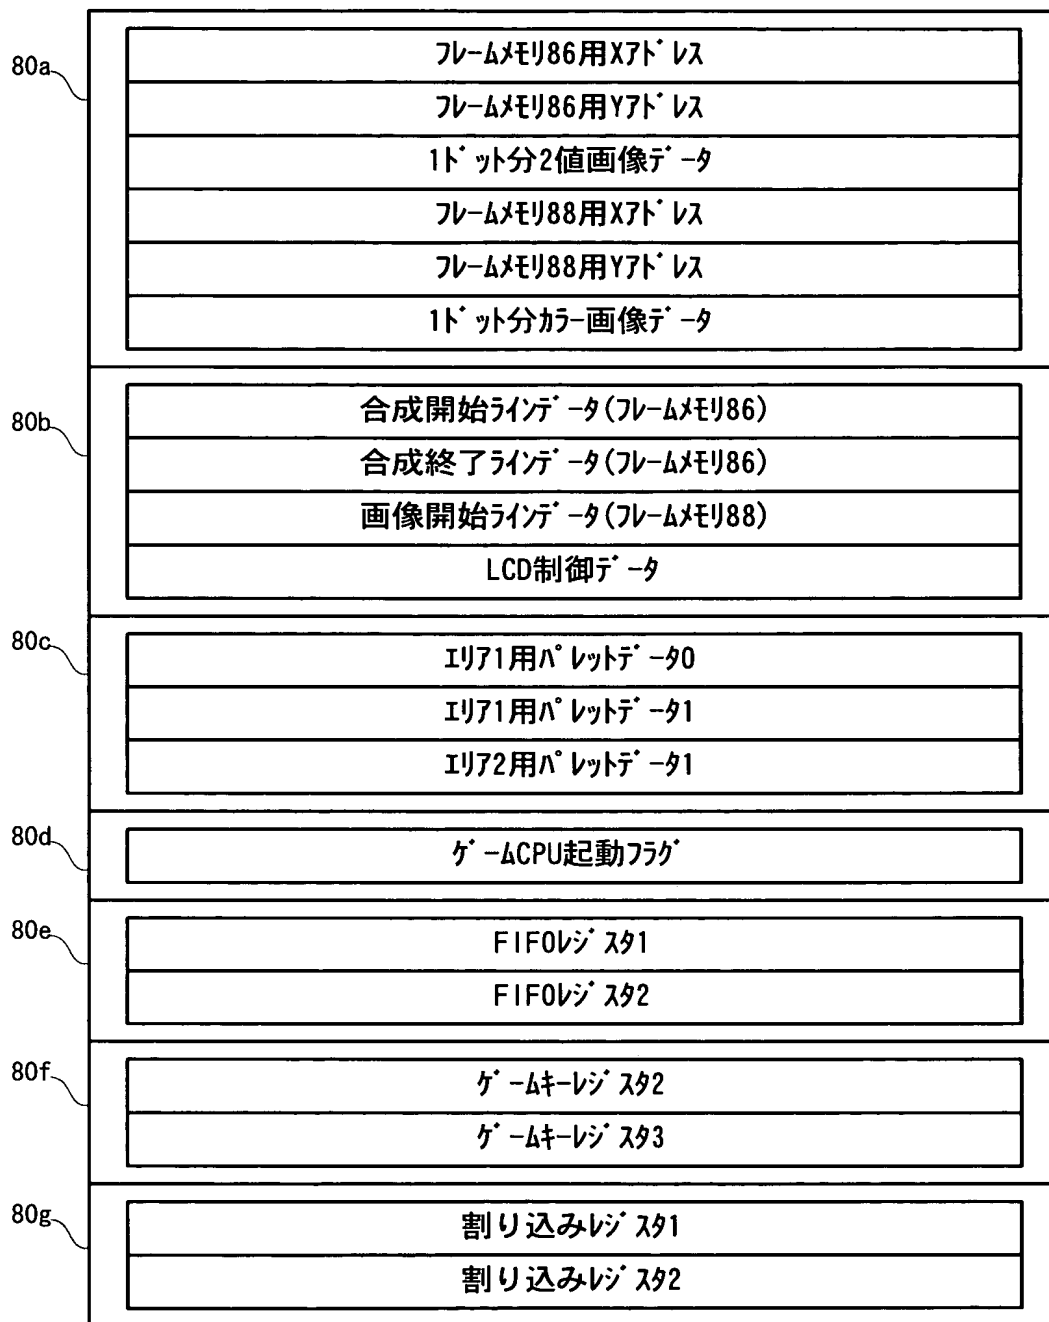 80a
ﾌﾚｰﾑﾒﾓﾘ86用Xｱﾄﾞﾚｽ
ﾌﾚｰﾑﾒﾓﾘ86用Yｱﾄﾞﾚｽ
1ﾄﾞｯﾄ分2値画像ﾃﾞｰﾀ
ﾌﾚｰﾑﾒﾓﾘ88用Xｱﾄﾞﾚｽ
ﾌﾚｰﾑﾒﾓﾘ88用Yｱﾄﾞﾚｽ
1ﾄﾞｯﾄ分ｶﾗｰ画像ﾃﾞｰﾀ
80b
合成開始ﾗｲﾝﾃﾞｰﾀ(ﾌﾚｰﾑﾒﾓﾘ86)
合成終了ﾗｲﾝﾃﾞｰﾀ(ﾌﾚｰﾑﾒﾓﾘ86)
画像開始ﾗｲﾝﾃﾞｰﾀ(ﾌﾚｰﾑﾒﾓﾘ88)
LCD制御ﾃﾞｰﾀ
80c
ｴﾘｱ1用ﾊﾟﾚｯﾄﾃﾞｰﾀ0
ｴﾘｱ1用ﾊﾟﾚｯﾄﾃﾞｰﾀ1
ｴﾘｱ2用ﾊﾟﾚｯﾄﾃﾞｰﾀ1
80d
ｹﾞｰﾑCPU起動ﾌﾗｸﾞ
80e
FIFOﾚｼﾞｽﾀ1
FIFOﾚｼﾞｽﾀ2
80f
ｹﾞｰﾑｷｰﾚｼﾞｽﾀ2
ｹﾞｰﾑｷｰﾚｼﾞｽﾀ3
80g
割り込みﾚｼﾞｽﾀ1
割り込みﾚｼﾞｽﾀ2